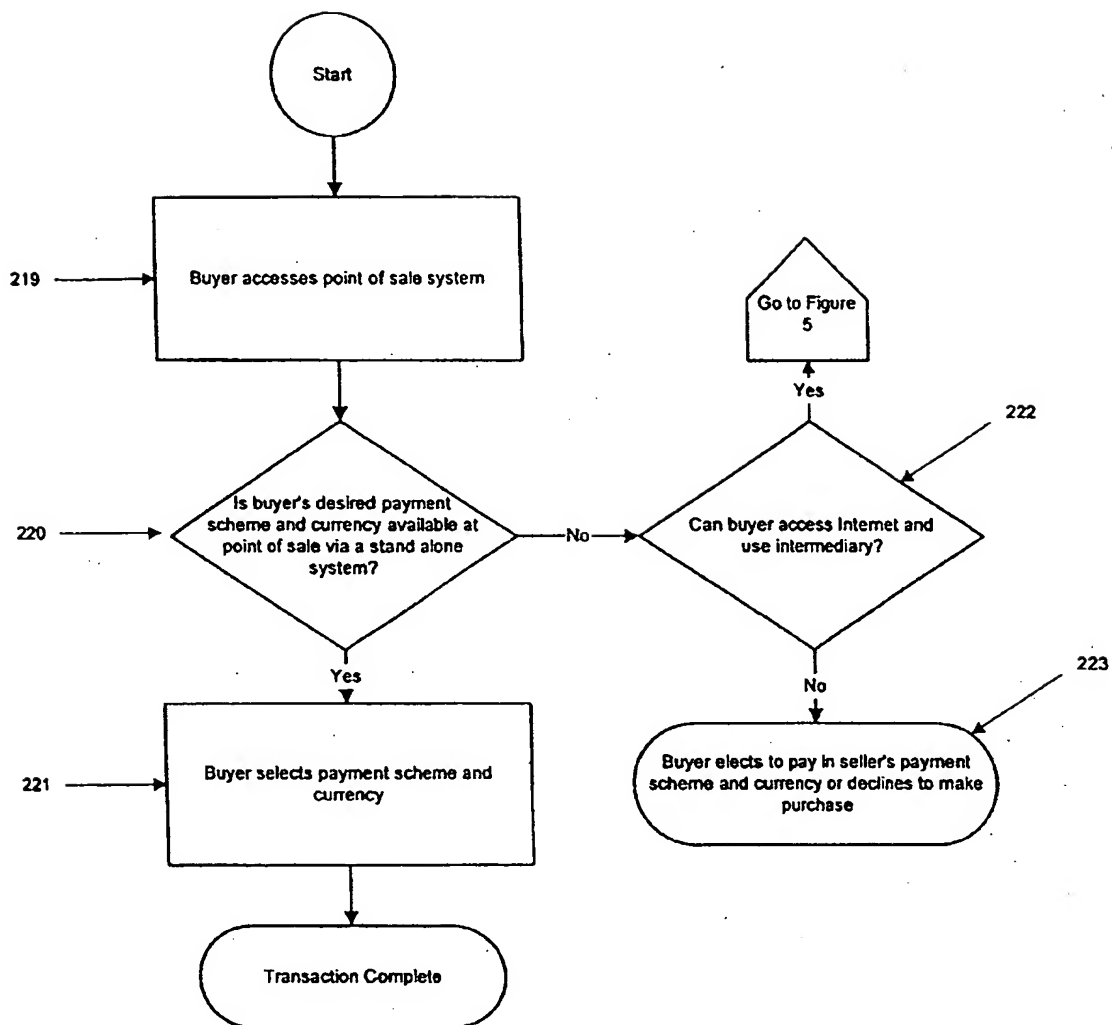 Start
219
Buyer accesses point of sale system
Go to Figure
5
Yes
222
220
Is buyer's desired payment
scheme and currency available at
point of sale via a stand alone
system?
No
Can buyer access Internet and
use intermediary?
Yes
No
223
221
Buyer selects payment scheme and
currency
Buyer elects to pay in seller's payment
scheme and currency or declines to make
purchase
Transaction Complete